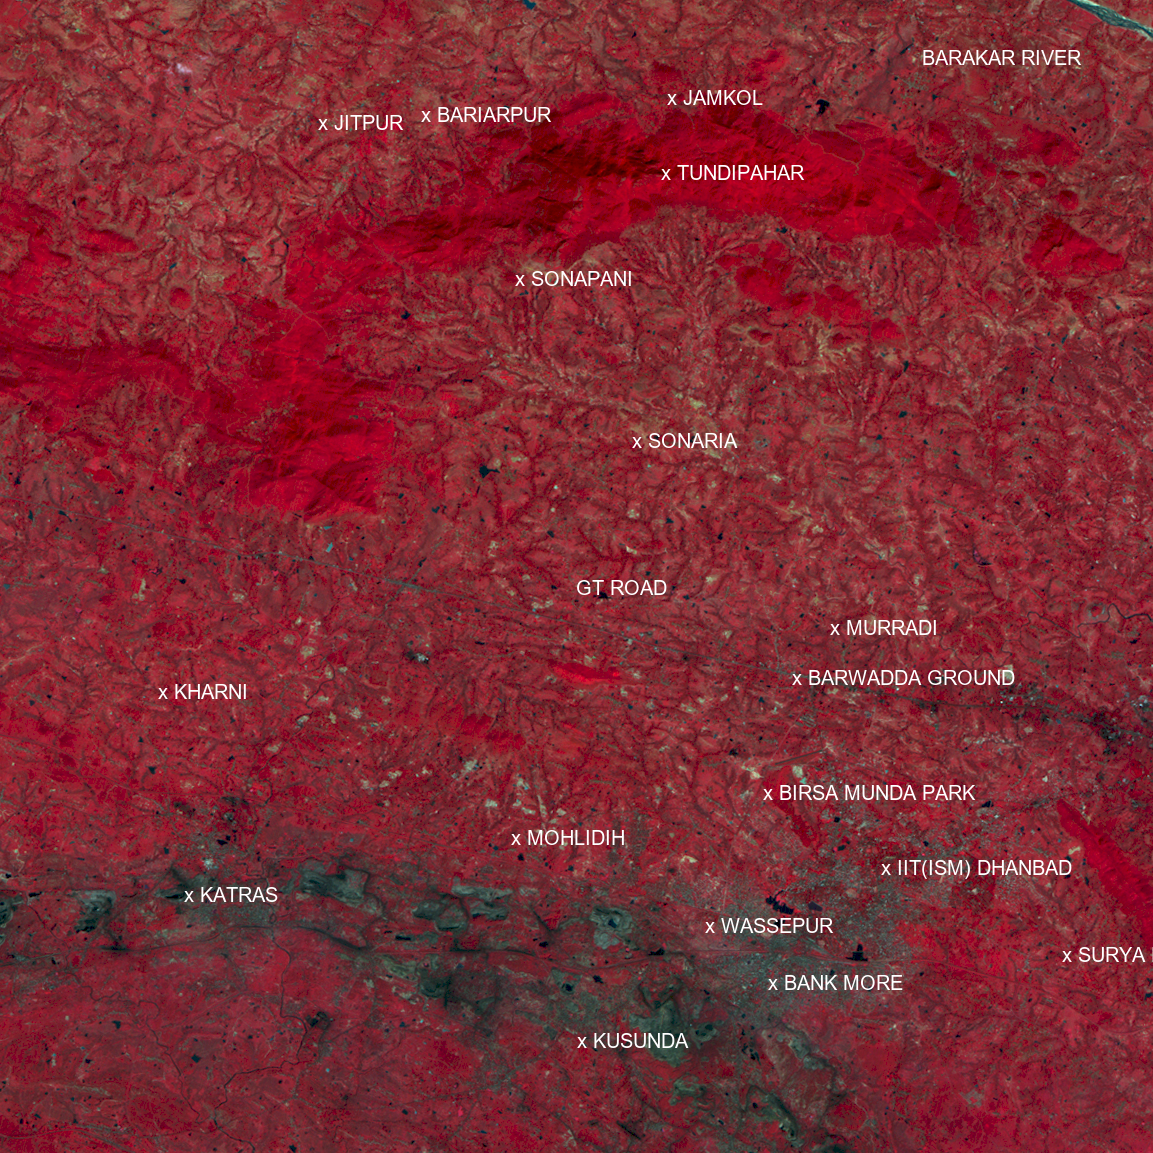 BARAKAR RIVER
x JAMKOL
x BARIARPUR
x JITPUR
x TUNDIPAHAR
x SONAPANI
x SONARIA
GT ROAD
x MURRADI
x BARWADDA GROUND
x KHARNI
x BIRSA MUNDA PARK
x MOHLIDIH
x IIT(ISM) DHANBAD
x KATRAS
x WASSEPUR
x SURYA
x BANK MORE
x KUSUNDA